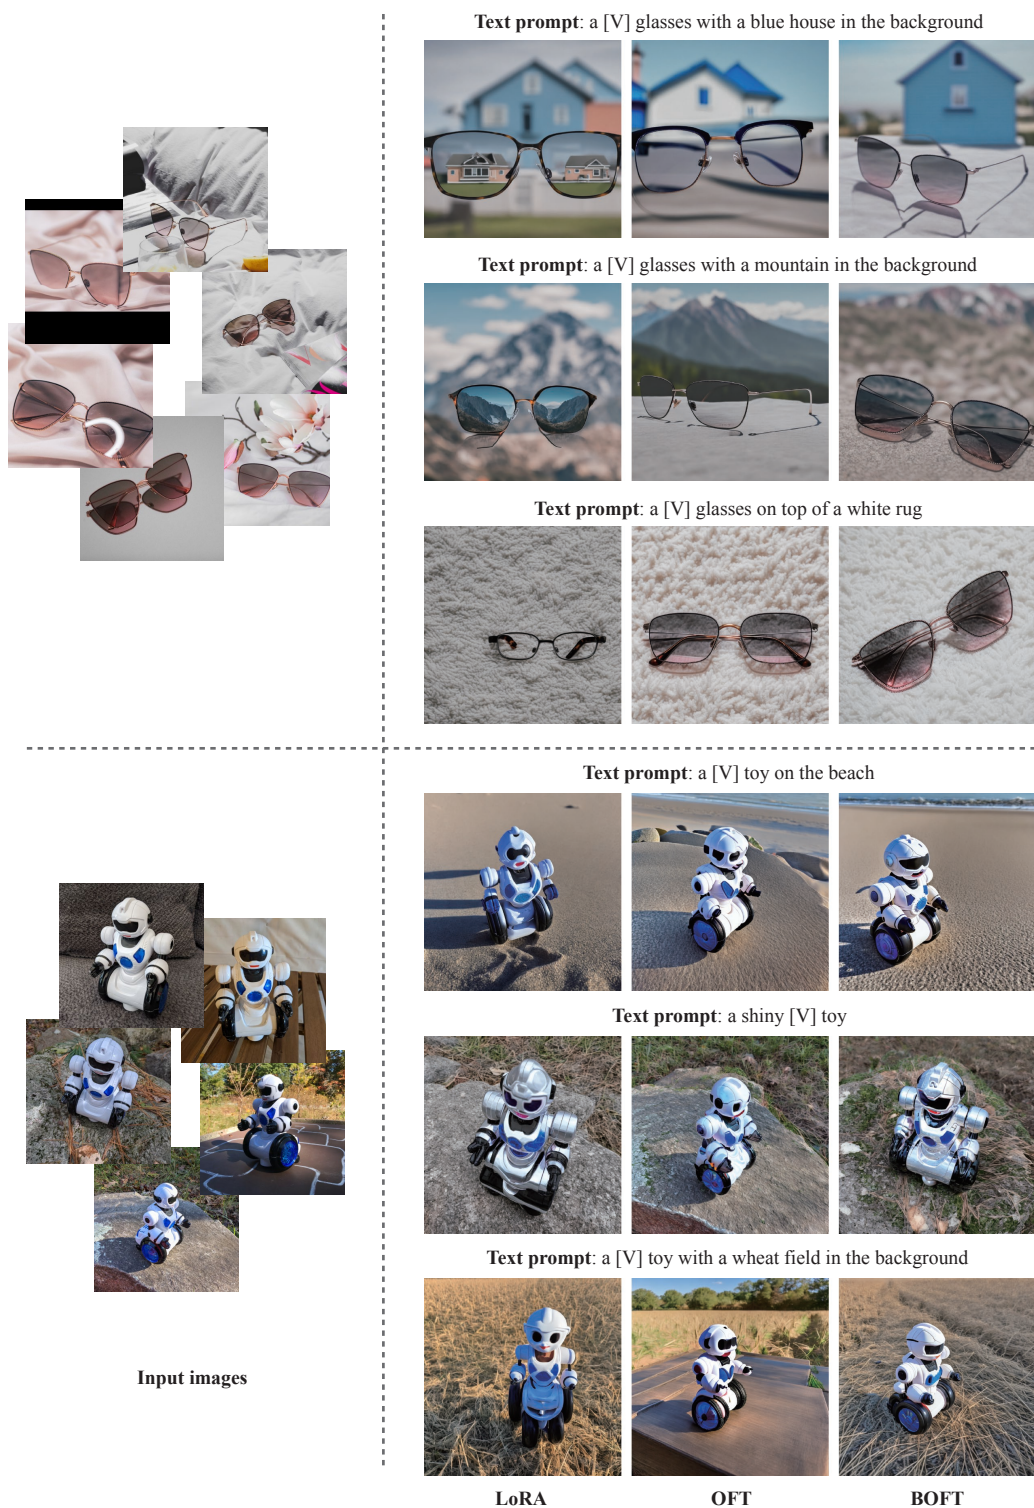 Text prompt: a [V] glasses with a blue house in the background
Text prompt: a [V] glasses with a mountain in the background
Text prompt: a [V] glasses on top of a white rug
Text prompt: a [V] toy on the beach
Text prompt: a shiny [V] toy
Text prompt: a [V] toy with a wheat field in the background
Input images
LoRA
OFT
BOFT